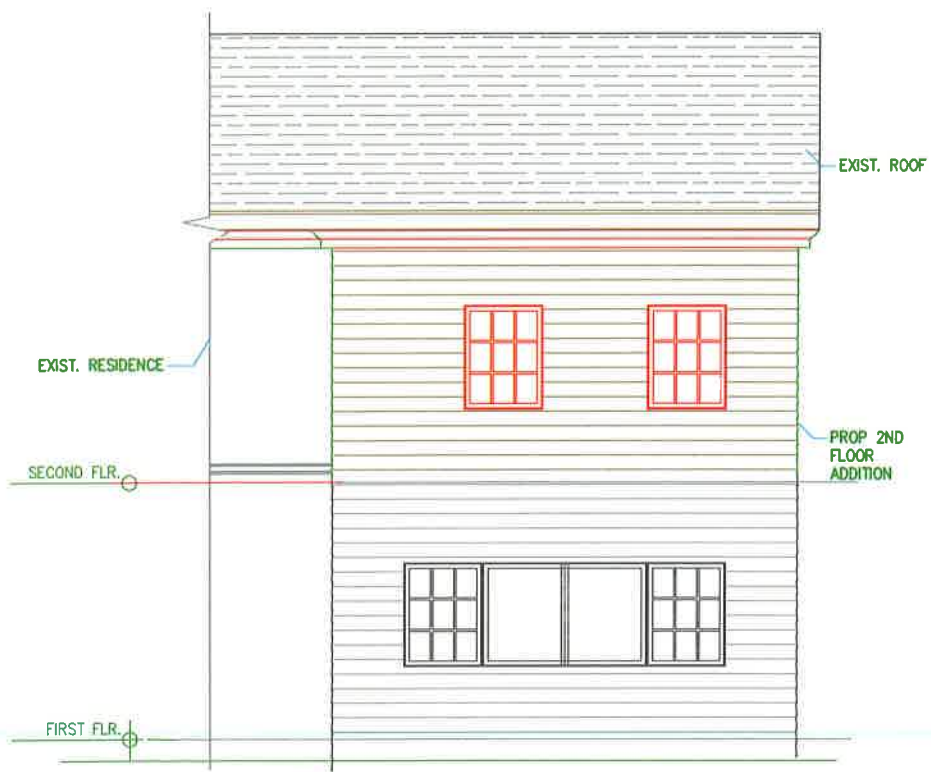 EXIST. ROOF
EXIST. RESIDENCE
PROP 2ND
FLOOR
ADDITION
SECOND FLR.
FIRST FLR.